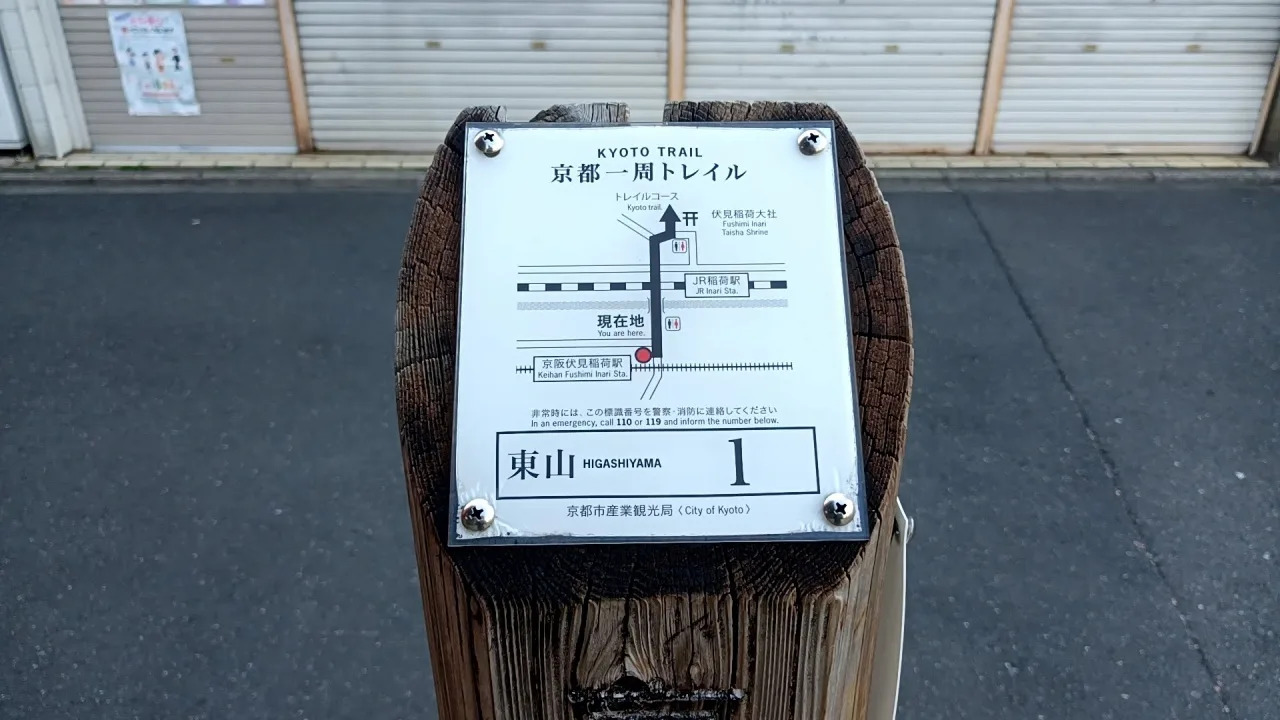 KYOTO TRAIL
京都一周トレイル
トレイルコース
Kyoto trail
伏見稲荷大社
Fushimi Inari
Taisha Shrine
JR稲荷駅
JR Inari Sta.
現在地
You are here.
京阪伏見稲荷駅
Keihan Fushimi Inari Sta.
非常時には、この標識番号を警察・消防に連絡してください
In an emergency, call 110 or 119 and inform the number below.
東山 HIGASHIYAMA 1
京都市産業観光局〈City of Kyoto〉